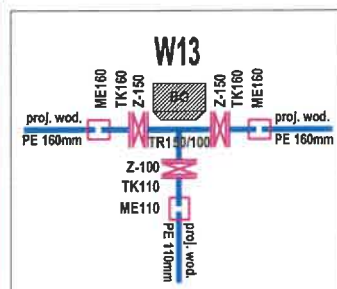 W13
ME160
TK160
Z-150
BO
Z-150
TK160
ME160
proj. wod.
PE 160mm
proj. wod.
PE 160mm
TR150/100
Z-100
TK110
ME110
PE 110mm
proj. wod.